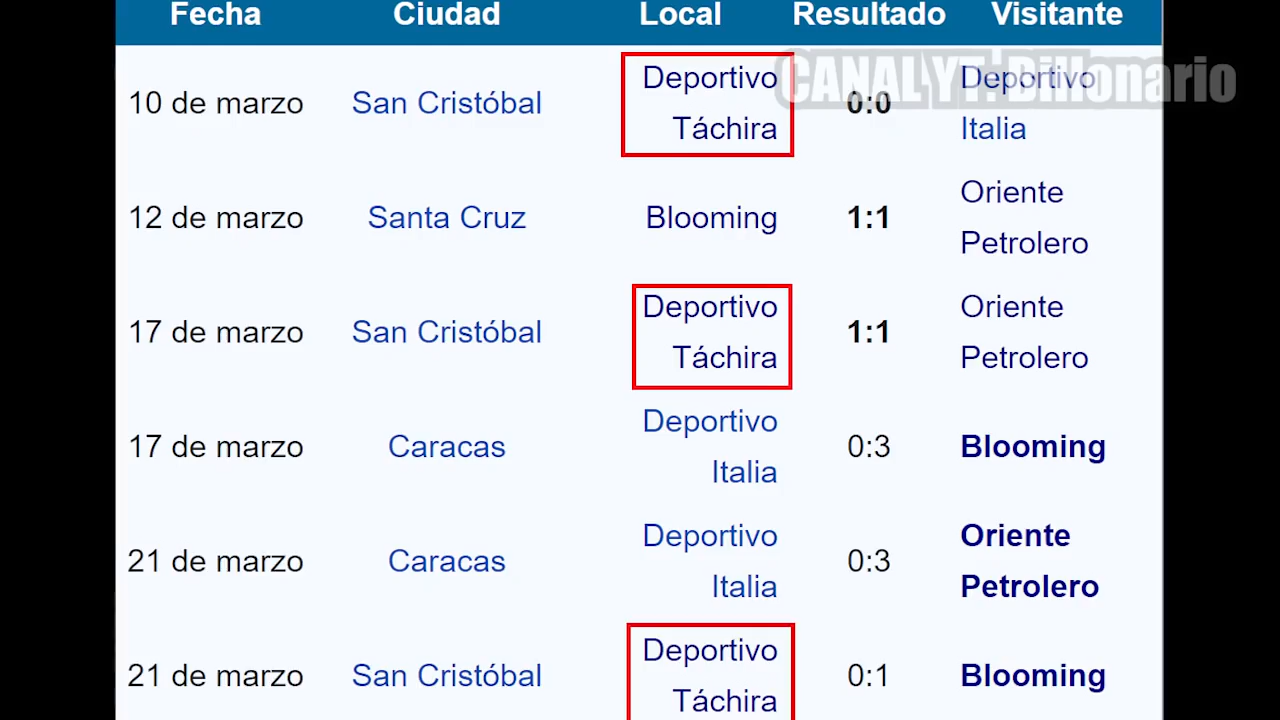 Fecha Ciudad Local Resultado Visitante
CANAL YT: Billonario
10 de marzo San Cristóbal Deportivo Táchira 0:0 Deportivo Italia
12 de marzo Santa Cruz Blooming 1:1 Oriente Petrolero
17 de marzo San Cristóbal Deportivo Táchira 1:1 Oriente Petrolero
17 de marzo Caracas Deportivo Italia 0:3 Blooming
21 de marzo Caracas Deportivo Italia 0:3 Oriente Petrolero
21 de marzo San Cristóbal Deportivo Táchira 0:1 Blooming